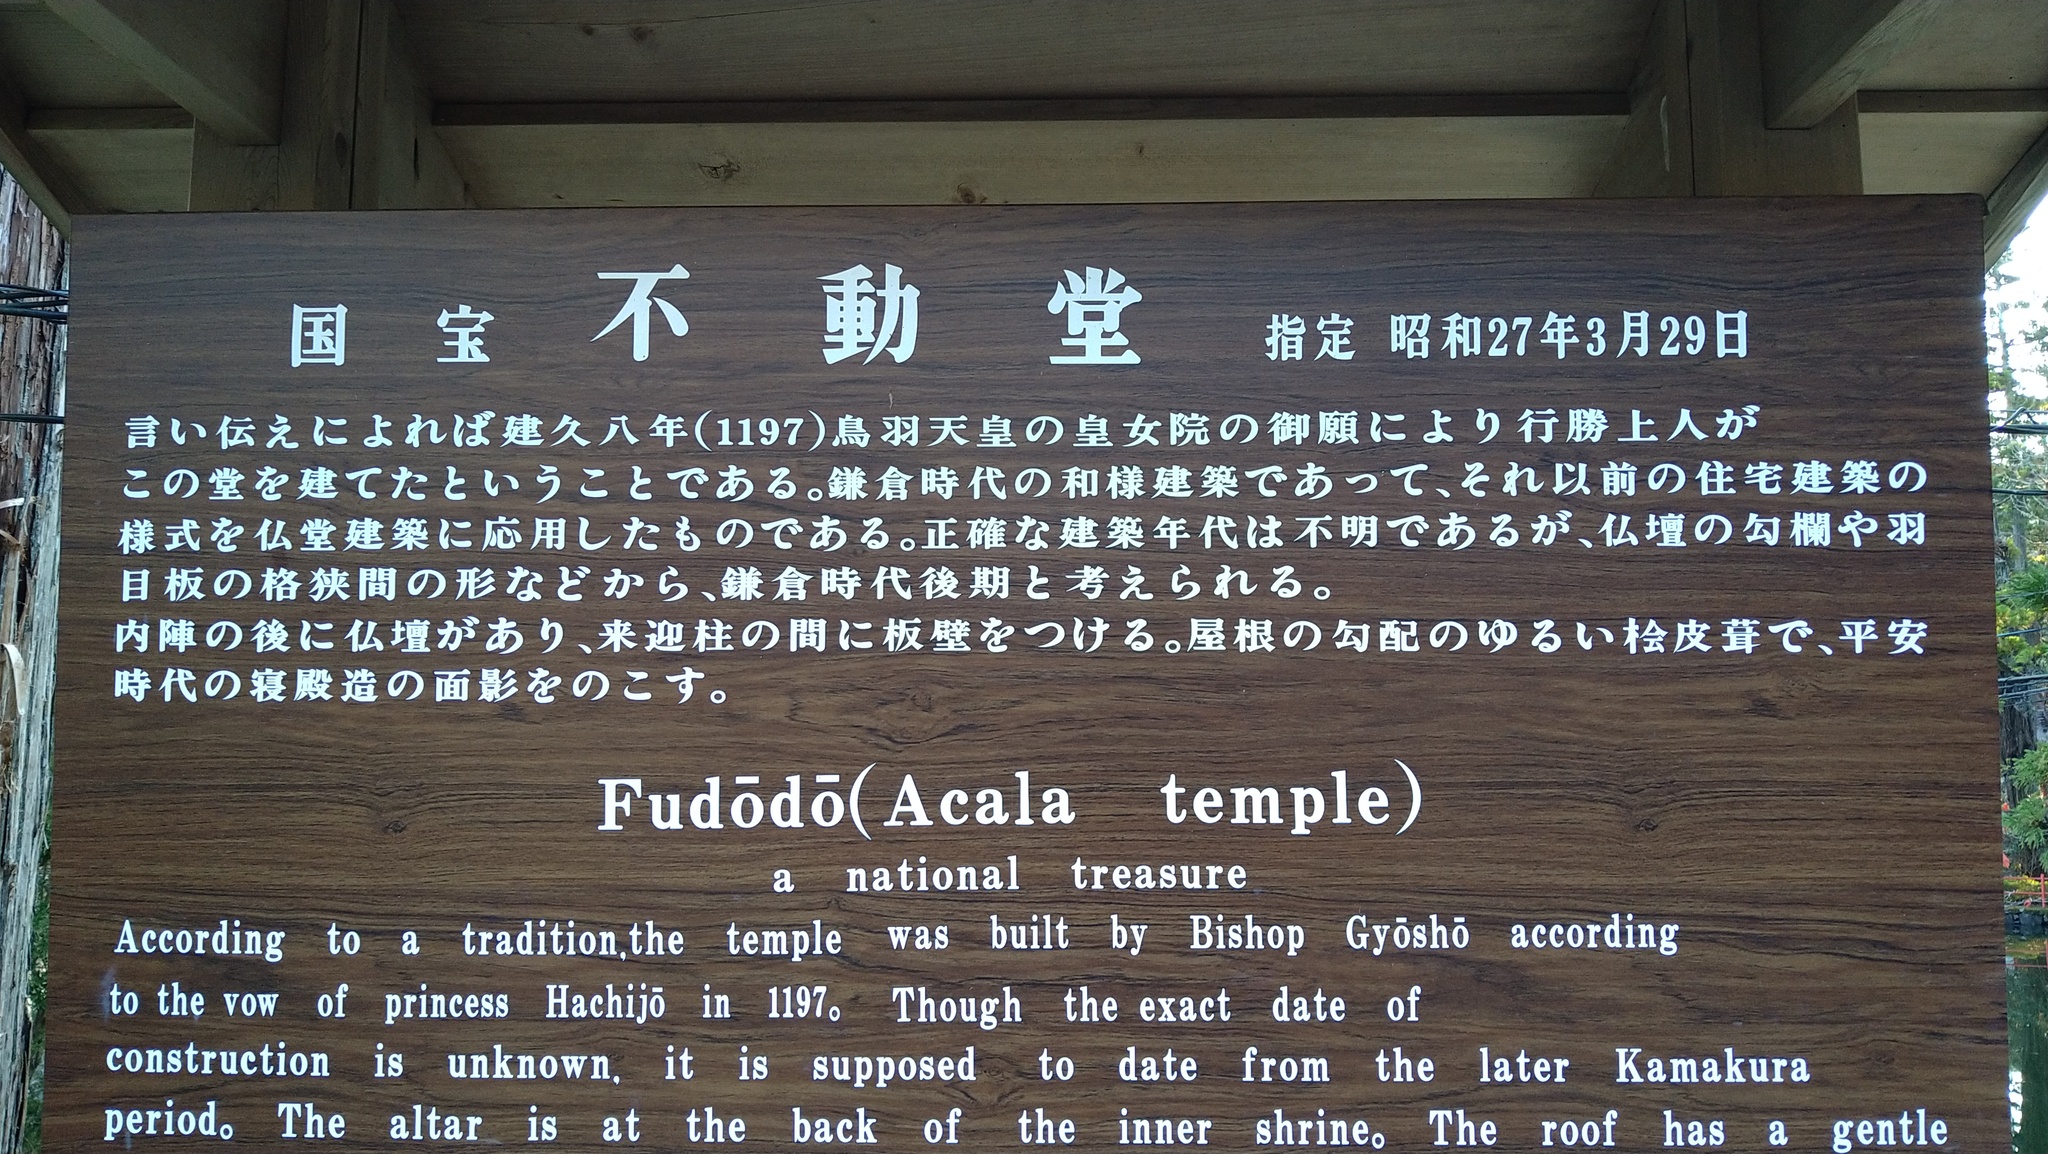 国宝 不動堂 指定 昭和27年3月29日
言い伝えによれば建久八年(1197)鳥羽天皇の皇女院の御願により行勝上人が
この堂を建てたということである。鎌倉時代の和様建築であって、それ以前の住宅建築の
様式を仏堂建築に応用したものである。正確な建築年代は不明であるが、仏壇の勾欄や羽
目板の格狭間の形などから、鎌倉時代後期と考えられる。
内陣の後に仏壇があり、来迎柱の間に板壁をつける。屋根の勾配のゆるい桧皮葺で、平安
時代の寝殿造の面影をのこす。
Fudōdō(Acala temple)
a national treasure
According to a tradition,the temple was built by Bishop Gyōshō according
to the vow of princess Hachijō in 1197。 Though the exact date of
construction is unknown, it is supposed to date from the later Kamakura
period。 The altar is at the back of the inner shrine。 The roof has a gentle